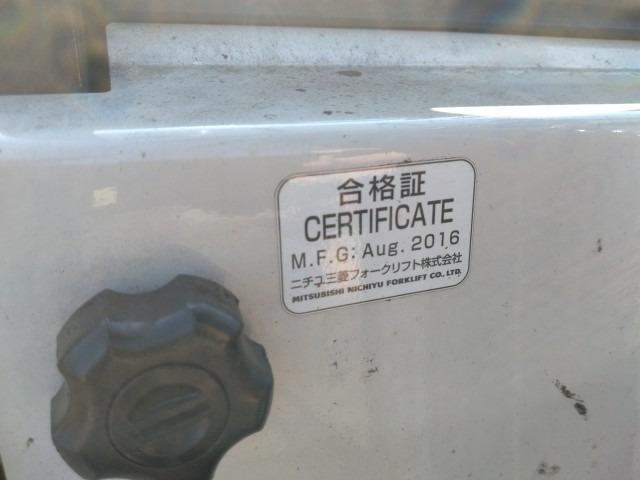 合格証
CERTIFICATE
M.F.G: Aug. 2016
ニチユ三菱フォークリフト株式会社
MITSUBISHI NICHIYU FORKLIFT CO., LTD.